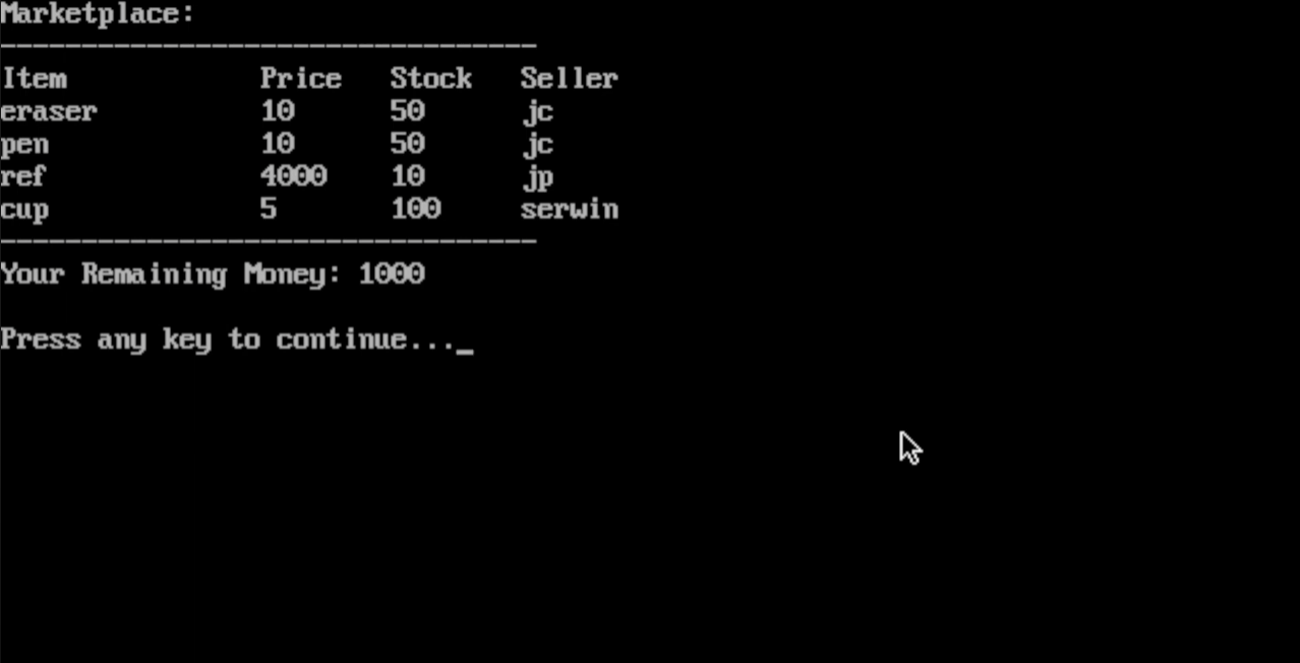 Marketplace:
---------------------------------
Item Price Stock Seller
eraser 10 50 jc
pen 10 50 jc
ref 4000 10 jp
cup 5 100 serwin
---------------------------------
Your Remaining Money: 1000
Press any key to continue..._